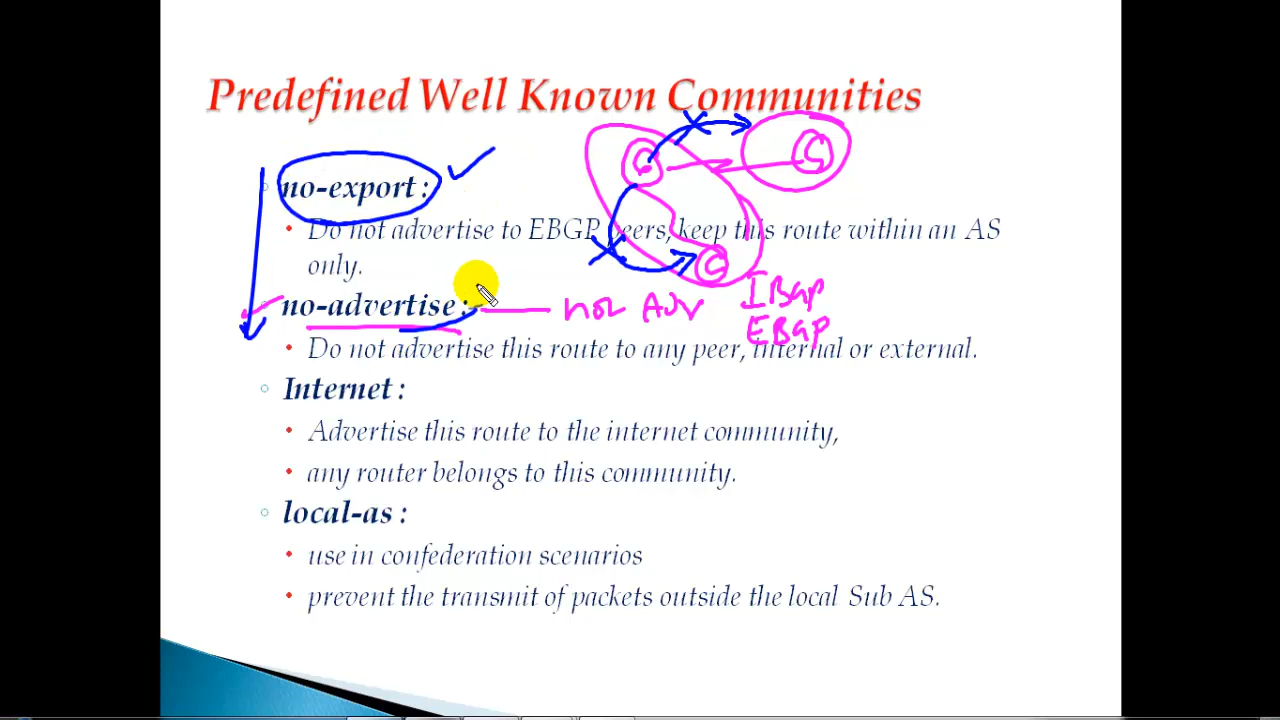 Predefined Well Known Communities
no-export :
Do not advertise to EBGP peers, keep this route within an AS
only.
no-advertise :
not Adv
IBGP
EBGP
Do not advertise this route to any peer, internal or external.
Internet :
Advertise this route to the internet community,
any router belongs to this community.
local-as :
use in confederation scenarios
prevent the transmit of packets outside the local Sub AS.